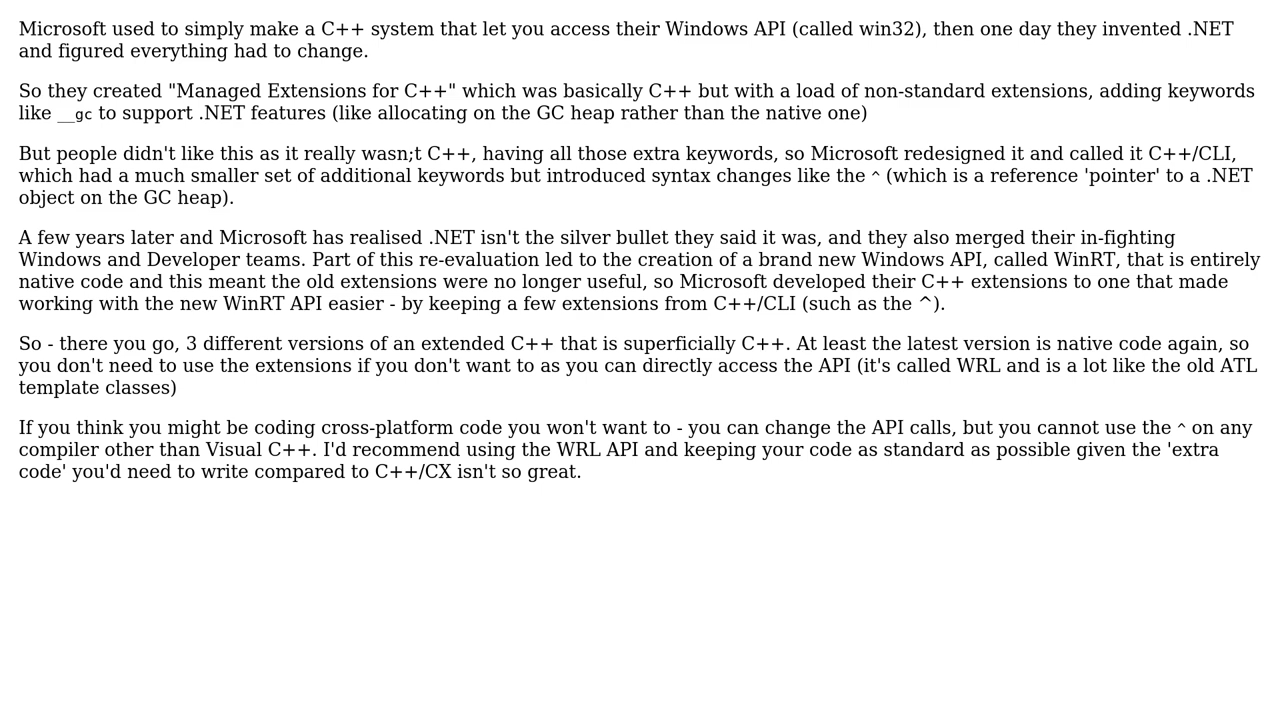 Microsoft used to simply make a C++ system that let you access their Windows API (called win32), then one day they invented .NET
and figured everything had to change.
So they created "Managed Extensions for C++" which was basically C++ but with a load of non-standard extensions, adding keywords
like __gc to support .NET features (like allocating on the GC heap rather than the native one)
But people didn't like this as it really wasn;t C++, having all those extra keywords, so Microsoft redesigned it and called it C++/CLI,
which had a much smaller set of additional keywords but introduced syntax changes like the ^ (which is a reference 'pointer' to a .NET
object on the GC heap).
A few years later and Microsoft has realised .NET isn't the silver bullet they said it was, and they also merged their in-fighting
Windows and Developer teams. Part of this re-evaluation led to the creation of a brand new Windows API, called WinRT, that is entirely
native code and this meant the old extensions were no longer useful, so Microsoft developed their C++ extensions to one that made
working with the new WinRT API easier - by keeping a few extensions from C++/CLI (such as the ^).
So - there you go, 3 different versions of an extended C++ that is superficially C++. At least the latest version is native code again, so
you don't need to use the extensions if you don't want to as you can directly access the API (it's called WRL and is a lot like the old ATL
template classes)
If you think you might be coding cross-platform code you won't want to - you can change the API calls, but you cannot use the ^ on any
compiler other than Visual C++. I'd recommend using the WRL API and keeping your code as standard as possible given the 'extra
code' you'd need to write compared to C++/CX isn't so great.